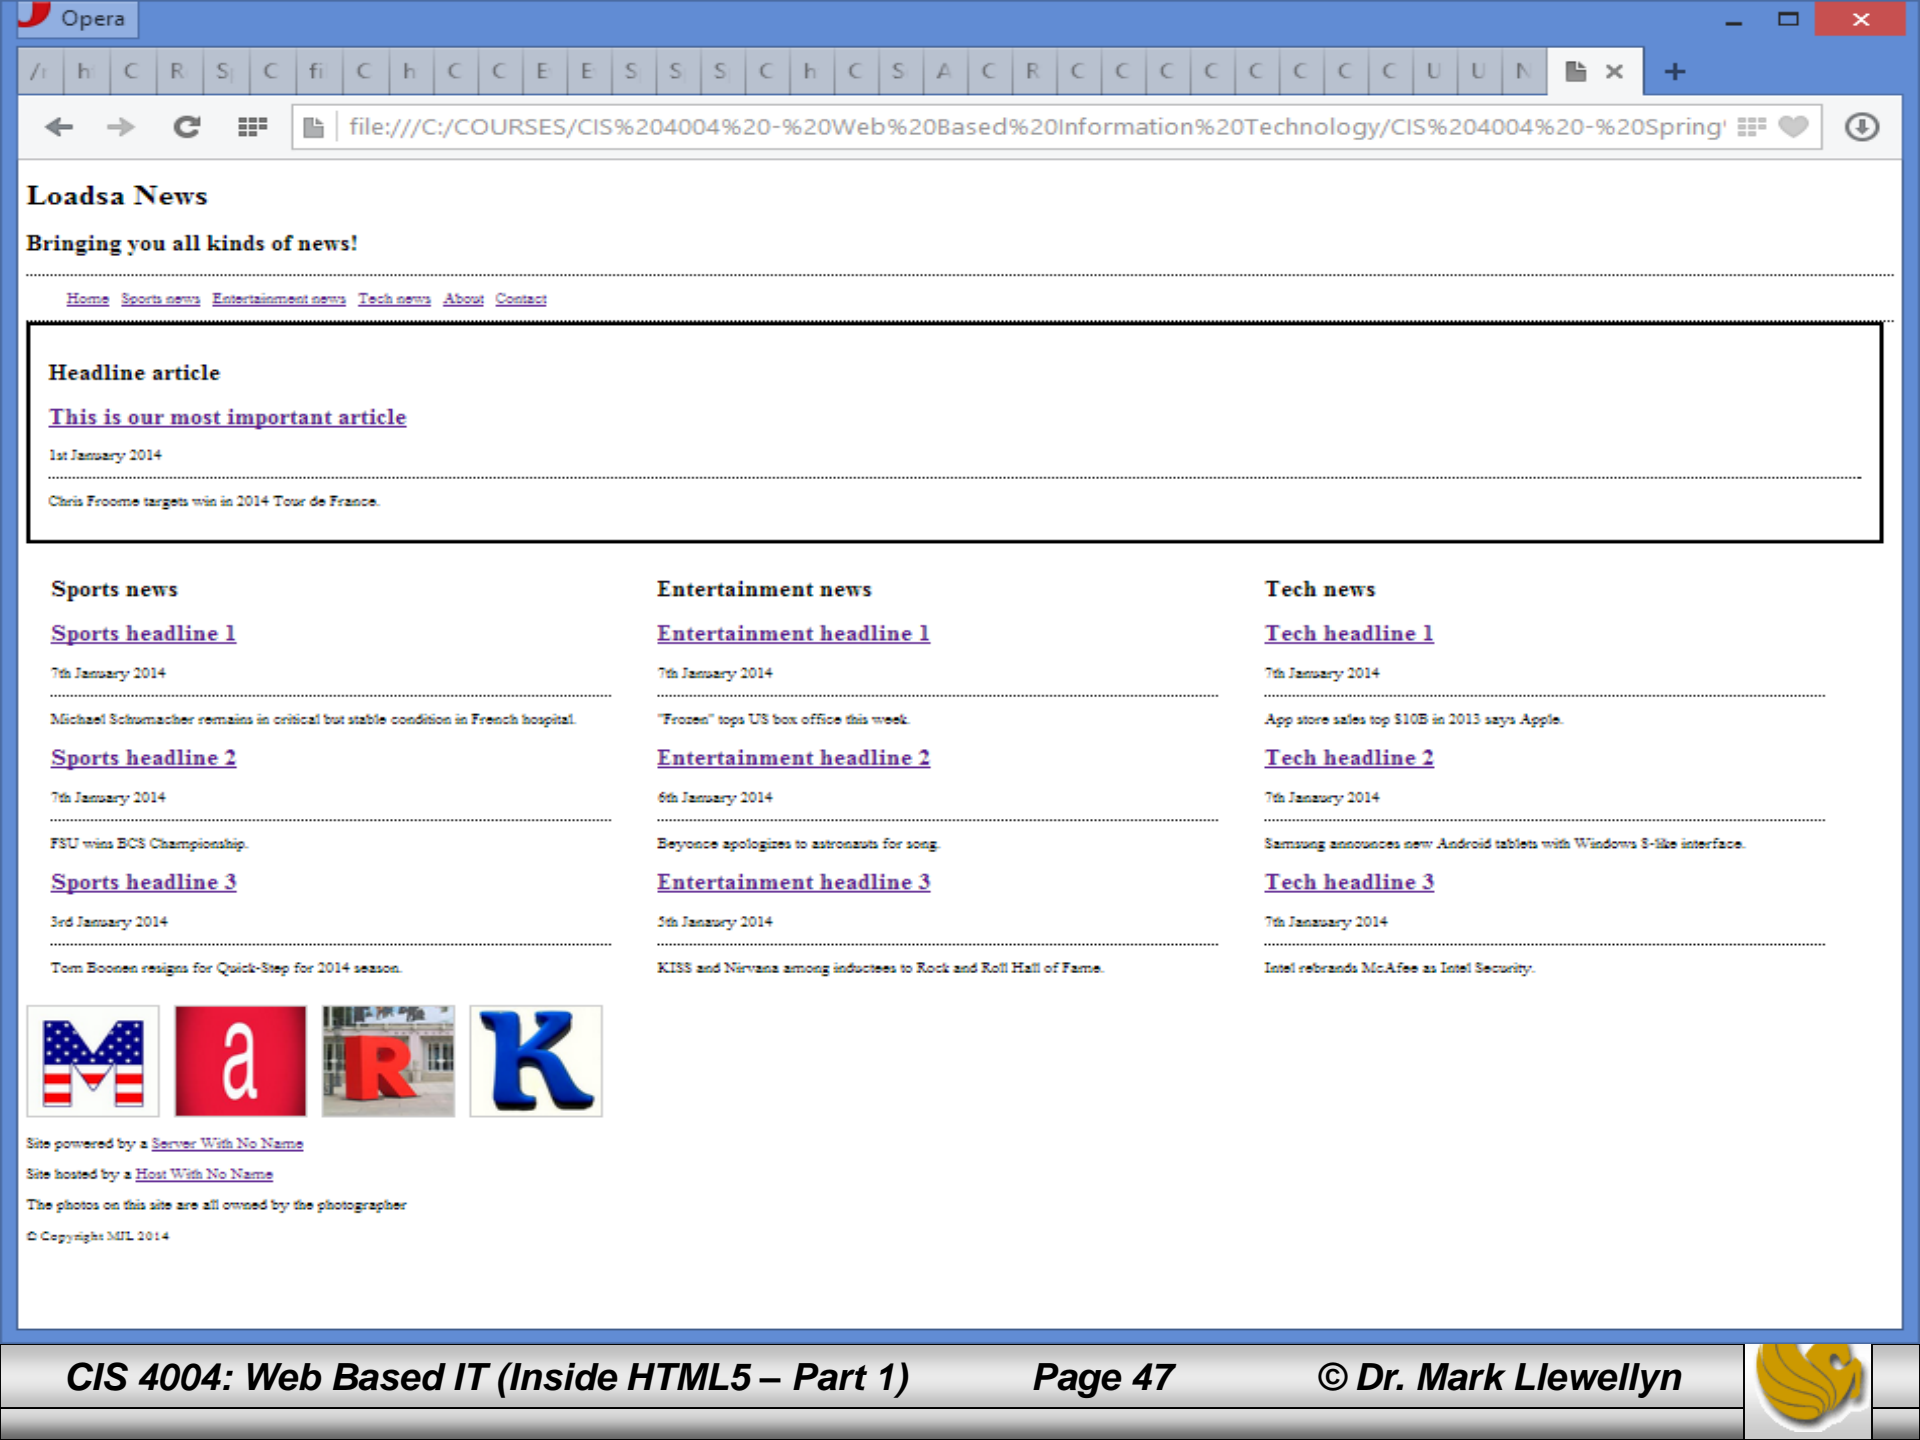 Opera
/ h C R S C fi C h C C E E S S S C h C S A C R C C C C C C C C U U N
file:///C:/COURSES/CIS%204004%20-%20Web%20Based%20Information%20Technology/CIS%204004%20-%20Spring
Loadsa News
Bringing you all kinds of news!
Home Sports news Entertainment news Tech news About Contact
Headline article
This is our most important article
1st January 2014
Chris Froome targets win in 2014 Tour de France.
Sports news
Sports headline 1
7th January 2014
Michael Schumacher remains in critical but stable condition in French hospital.
Sports headline 2
7th January 2014
FSU wins BCS Championship.
Sports headline 3
3rd January 2014
Tom Boonen resigns for Quick-Step for 2014 season.
Entertainment news
Entertainment headline 1
7th January 2014
"Frozen" tops US box office this week.
Entertainment headline 2
6th January 2014
Beyonce apologizes to astronauts for song.
Entertainment headline 3
5th Janaury 2014
KISS and Nirvana among inductees to Rock and Roll Hall of Fame.
Tech news
Tech headline 1
7th January 2014
App store sales top $10B in 2013 says Apple.
Tech headline 2
7th Janaury 2014
Samsung announces new Android tablets with Windows 8-like interface.
Tech headline 3
7th Janauary 2014
Intel rebrands McAfee as Intel Security.
M a R K
Site powered by a Server With No Name
Site hosted by a Host With No Name
The photos on this site are all owned by the photographer
© Copyright MJL 2014
CIS 4004: Web Based IT (Inside HTML5 – Part 1) Page 47 © Dr. Mark Llewellyn